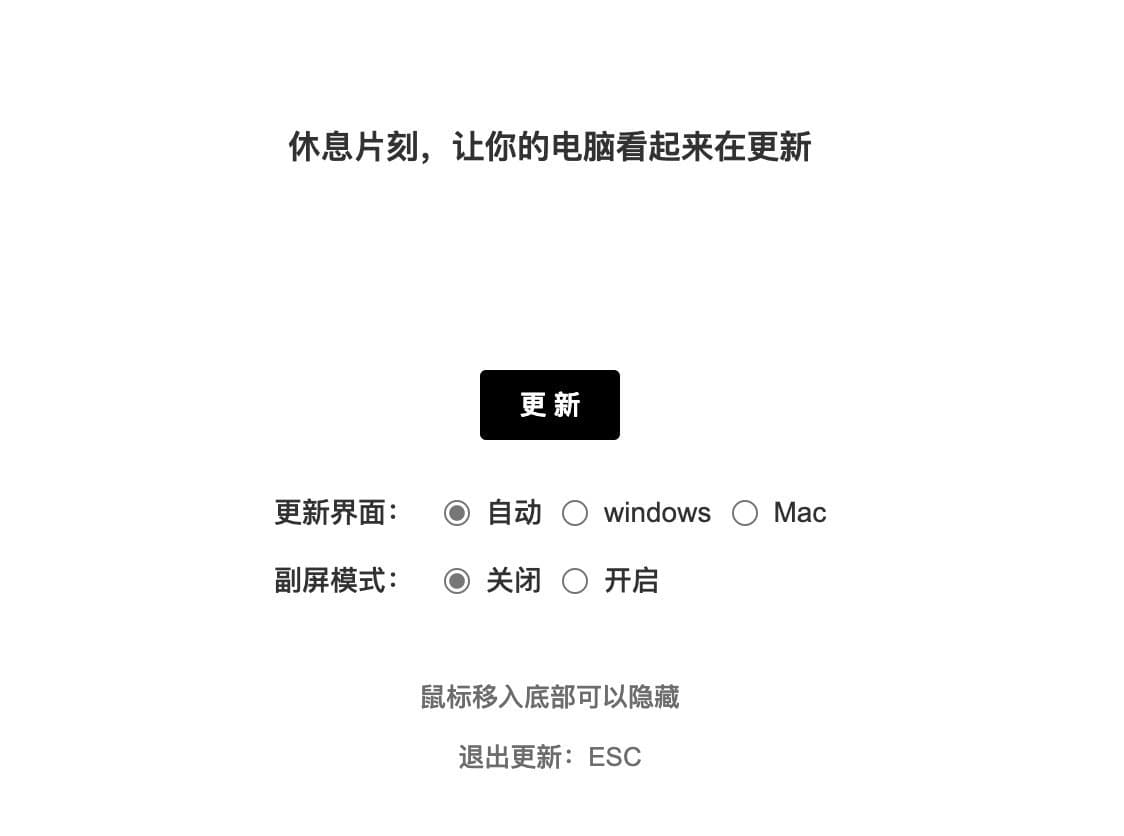 休息片刻，让你的电脑看起来在更新
更 新
更新界面： 自动 windows Mac
副屏模式： 关闭 开启
鼠标移入底部可以隐藏
退出更新：ESC